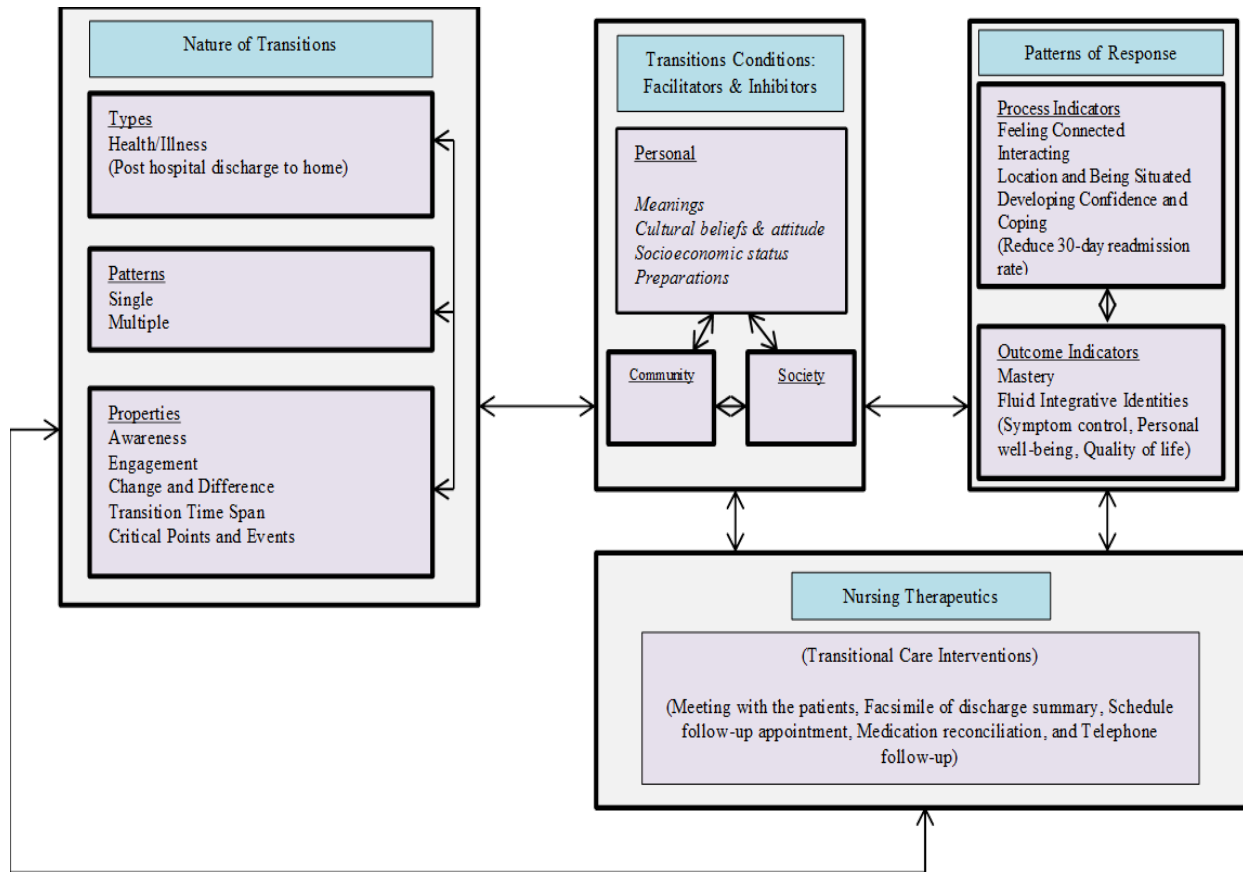 Nature of Transitions
Types
Health/Illness
(Post hospital discharge to home)
Patterns
Single
Multiple
Properties
Awareness
Engagement
Change and Difference
Transition Time Span
Critical Points and Events
Transitions Conditions:
Facilitators & Inhibitors
Personal
Meanings
Cultural beliefs & attitude
Socioeconomic status
Preparations
Community
Society
Patterns of Response
Process Indicators
Feeling Connected
Interacting
Location and Being Situated
Developing Confidence and
Coping
(Reduce 30-day readmission
rate)
Outcome Indicators
Mastery
Fluid Integrative Identities
(Symptom control, Personal
well-being, Quality of life)
Nursing Therapeutics
(Transitional Care Interventions)
(Meeting with the patients, Facsimile of discharge summary, Schedule
follow-up appointment, Medication reconciliation, and Telephone
follow-up)